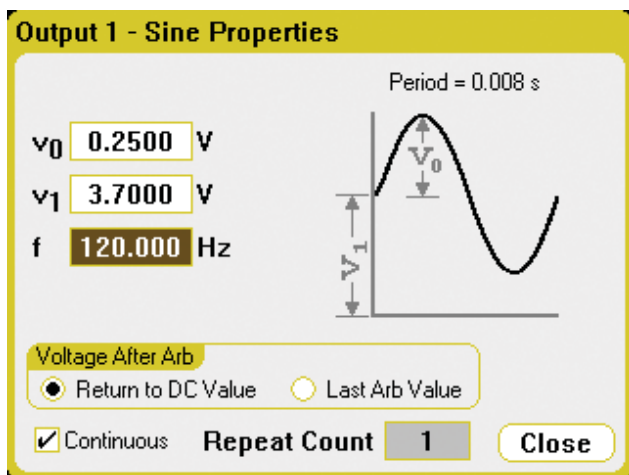 Output 1 - Sine Properties
Period = 0.008 s
v0 0.2500 V
v1 3.7000 V
f 120.000 Hz
V0
V1
Voltage After Arb
Return to DC Value Last Arb Value
Continuous Repeat Count 1 Close